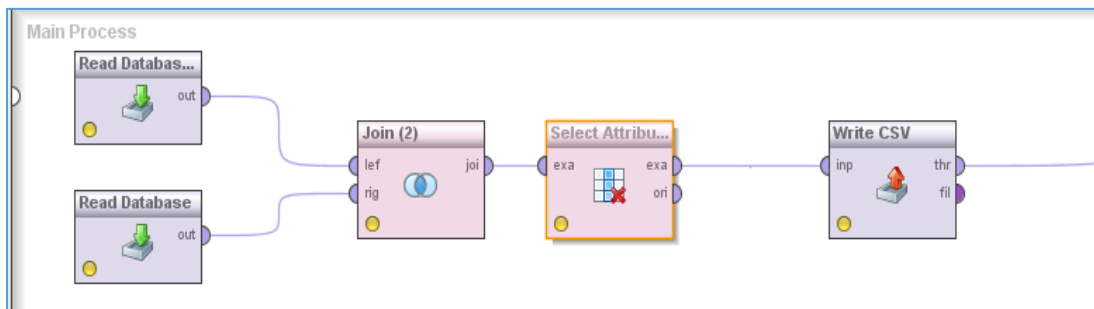 Main Process
Read Databas...
out
Join (2)
lef
joi
rig
Select Attribu...
exa
exa
ori
Write CSV
inp
thr
fil
Read Database
out